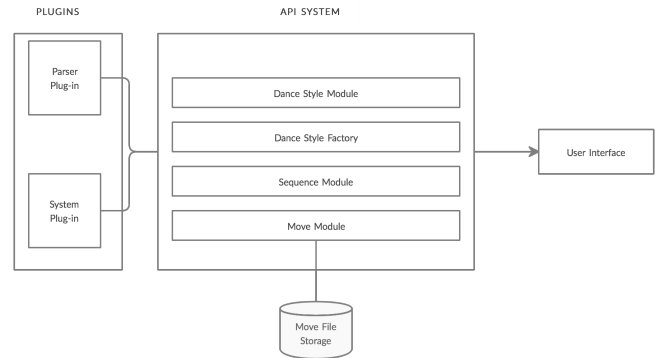 PLUGINS
API SYSTEM
Parser
Plug-in
System
Plug-in
Dance Style Module
Dance Style Factory
Sequence Module
Move Module
User Interface
Move File
Storage